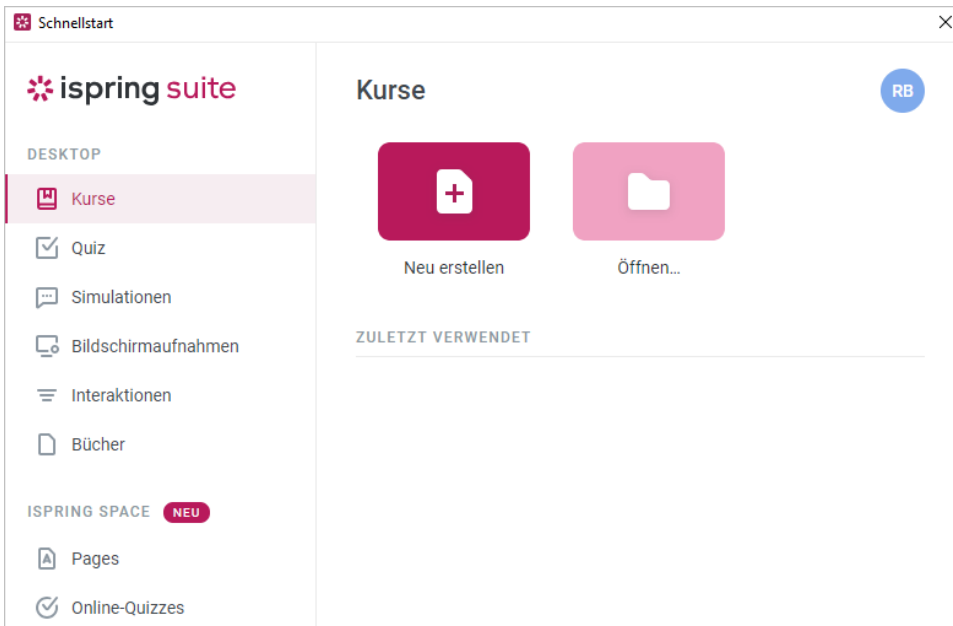 Schnellstart
ispring suite
DESKTOP
Kurse
Quiz
Simulationen
Bildschirmaufnahmen
Interaktionen
Bücher
ISPRING SPACE NEU
Pages
Online-Quizzes
Kurse
RB
Neu erstellen
Öffnen...
ZULETZT VERWENDET